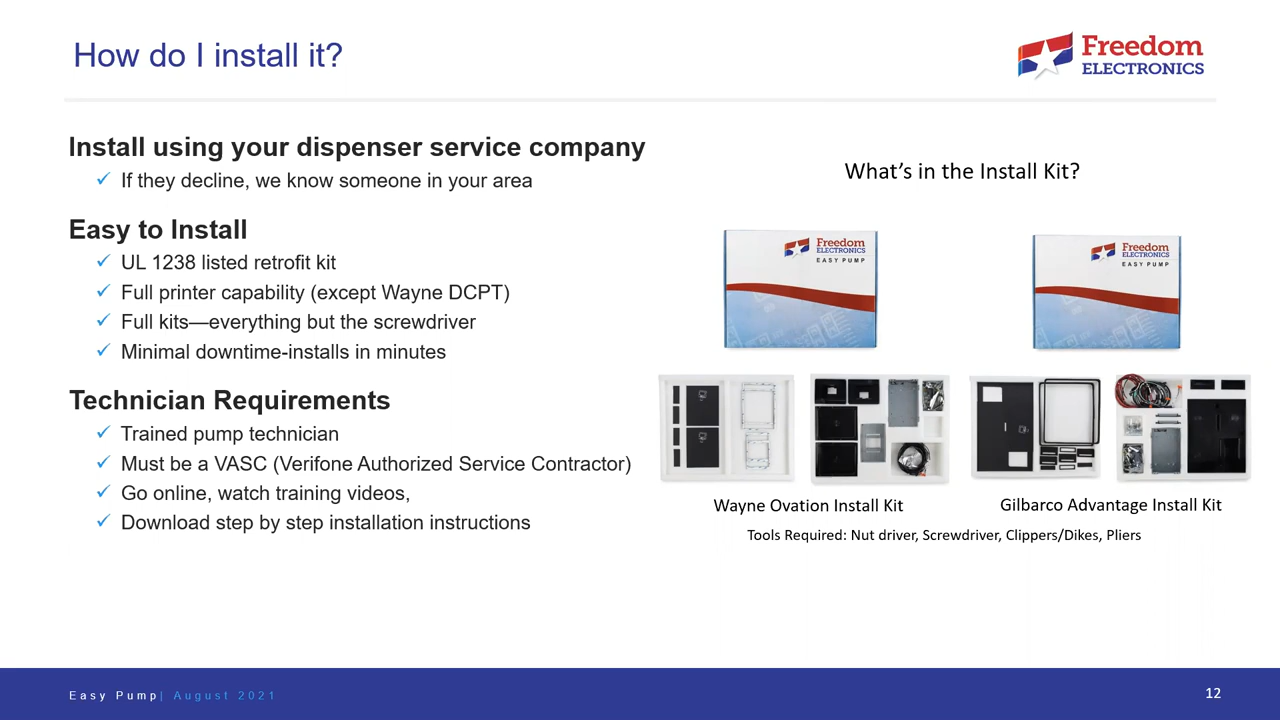 How do I install it?
Freedom
ELECTRONICS
Install using your dispenser service company
✓ If they decline, we know someone in your area
Easy to Install
✓ UL 1238 listed retrofit kit
✓ Full printer capability (except Wayne DCPT)
✓ Full kits—everything but the screwdriver
✓ Minimal downtime-installs in minutes
Technician Requirements
✓ Trained pump technician
✓ Must be a VASC (Verifone Authorized Service Contractor)
✓ Go online, watch training videos,
✓ Download step by step installation instructions
What’s in the Install Kit?
Freedom
ELECTRONICS
EASY PUMP
Freedom
ELECTRONICS
EASY PUMP
Wayne Ovation Install Kit
Gilbarco Advantage Install Kit
Tools Required: Nut driver, Screwdriver, Clippers/Dikes, Pliers
Easy Pump| August 2021
12